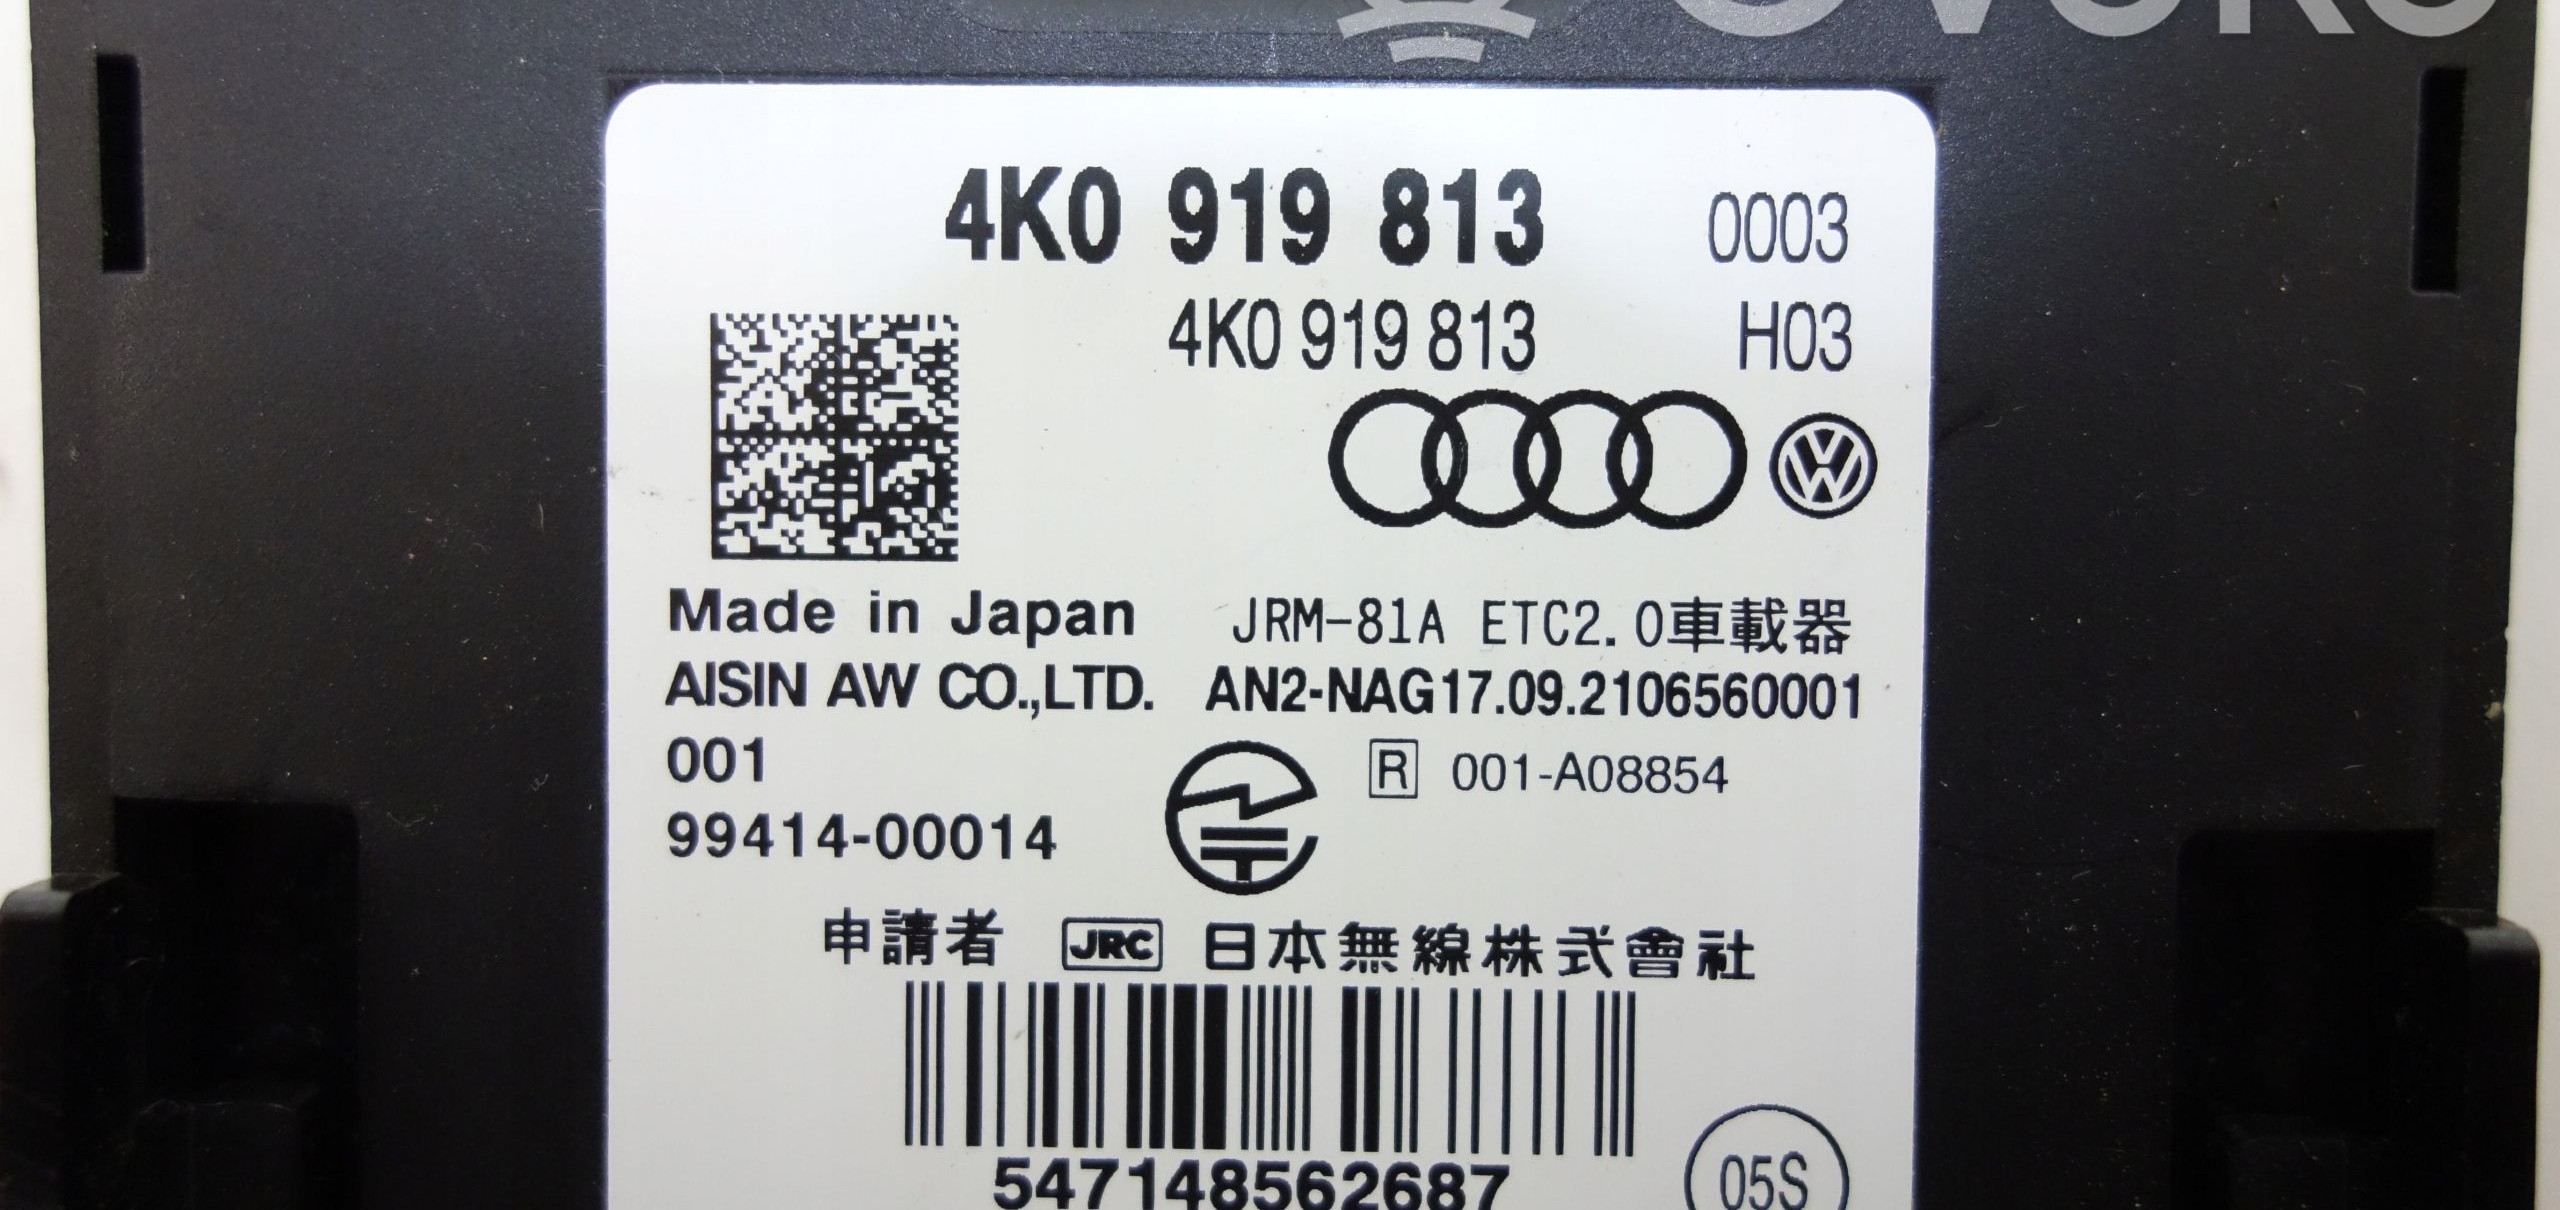 4K0 919 813 0003
4K0 919 813 H03
Made in Japan JRM-81A ETC2.0車載器
AISIN AW CO.,LTD. AN2-NAG17.09.2106560001
001 R 001-A08854
99414-00014
申請者 JRC 日本無線株式會社
547148562687 05S